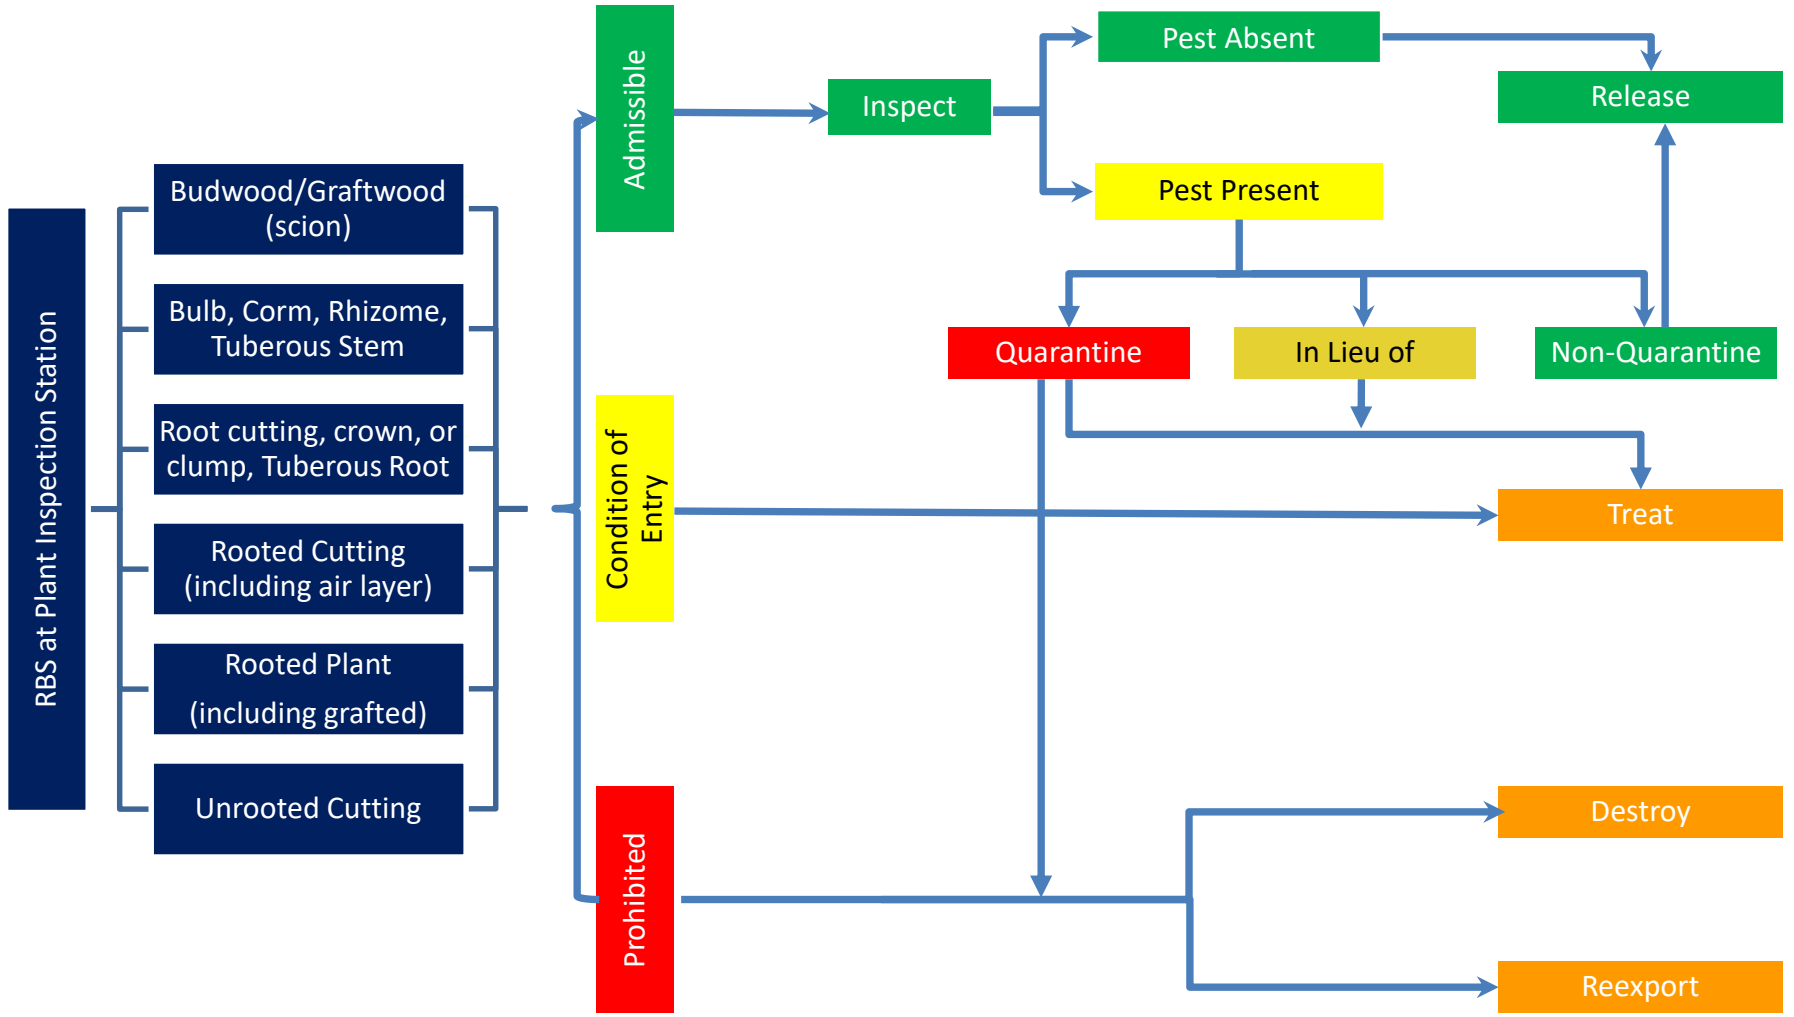 RBS at Plant Inspection Station
Budwood/Graftwood
(scion)
Bulb, Corm, Rhizome,
Tuberous Stem
Root cutting, crown, or
clump, Tuberous Root
Rooted Cutting
(including air layer)
Rooted Plant
(including grafted)
Unrooted Cutting
Admissible
Condition of
Entry
Prohibited
Inspect
Pest Absent
Pest Present
Release
Quarantine
In Lieu of
Non-Quarantine
Treat
Destroy
Reexport